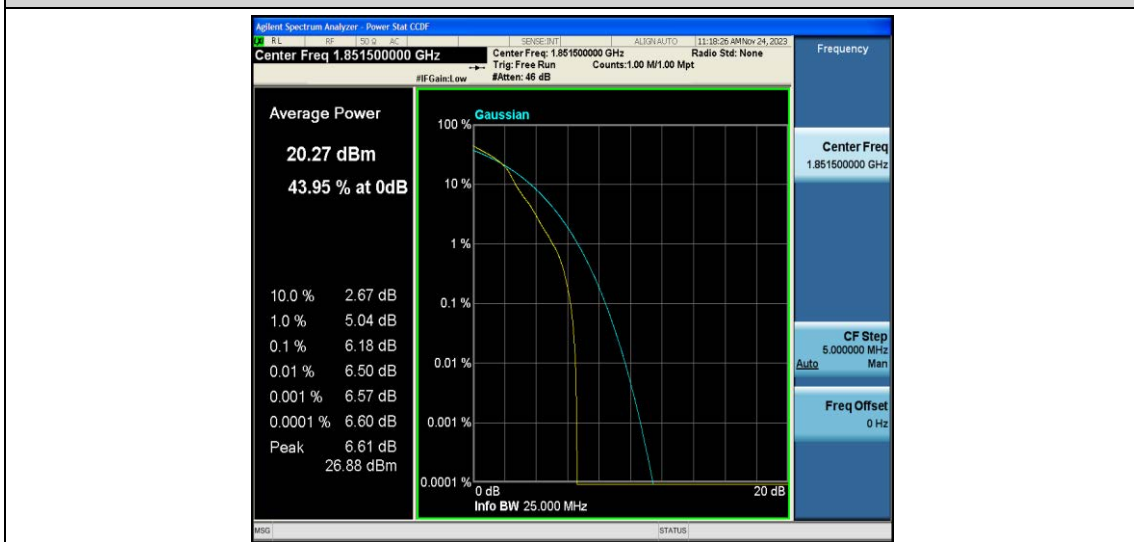 Agilent Spectrum Analyzer - Power Stat CCDF
RL RF 50 Ω AC SENSE:INT ALIGN AUTO 11:18:26 AM Nov 24, 2023
Center Freq 1.851500000 GHz
Center Freq: 1.851500000 GHz Radio Std: None
Trig: Free Run Counts:1.00 M/1.00 Mpt
#IFGain:Low #Atten: 46 dB
Frequency
Average Power
20.27 dBm
43.95 % at 0dB
10.0 % 2.67 dB
1.0 % 5.04 dB
0.1 % 6.18 dB
0.01 % 6.50 dB
0.001 % 6.57 dB
0.0001 % 6.60 dB
Peak 6.61 dB
26.88 dBm
Gaussian
100 %
10 %
1 %
0.1 %
0.01 %
0.001 %
0.0001 %
0 dB 20 dB
Info BW 25.000 MHz
Center Freq
1.851500000 GHz
CF Step
5.000000 MHz
Auto Man
Freq Offset
0 Hz
MSG STATUS